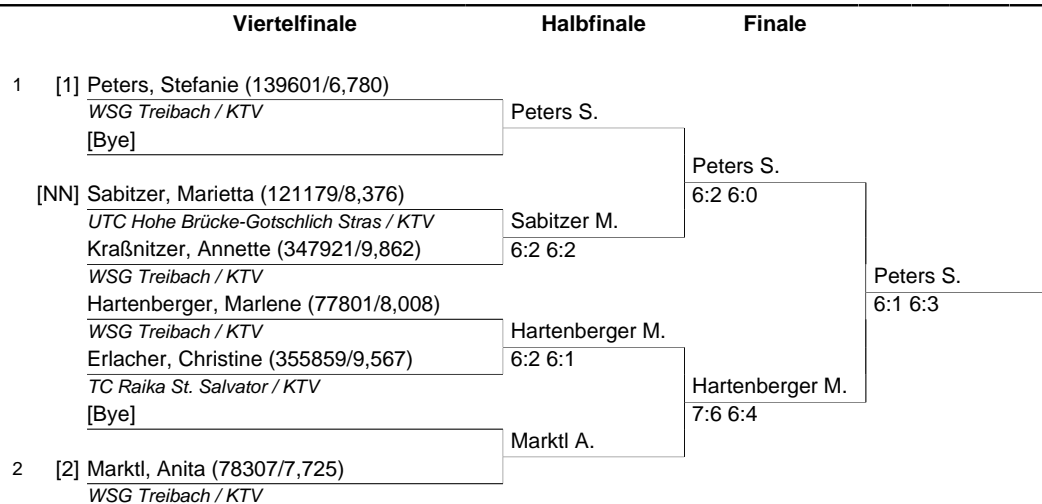 Viertelfinale Halbfinale Finale
1 [1] Peters, Stefanie (139601/6,780)
WSG Treibach / KTV Peters S.
[Bye]
Peters S.
[NN] Sabitzer, Marietta (121179/8,376) 6:2 6:0
UTC Hohe Brücke-Gotschlich Stras / KTV Sabitzer M.
Kraßnitzer, Annette (347921/9,862) 6:2 6:2
WSG Treibach / KTV Peters S.
Hartenberger, Marlene (77801/8,008) 6:1 6:3
WSG Treibach / KTV Hartenberger M.
Erlacher, Christine (355859/9,567) 6:2 6:1
TC Raika St. Salvator / KTV Hartenberger M.
[Bye] 7:6 6:4
Marktl A.
2 [2] Marktl, Anita (78307/7,725)
WSG Treibach / KTV